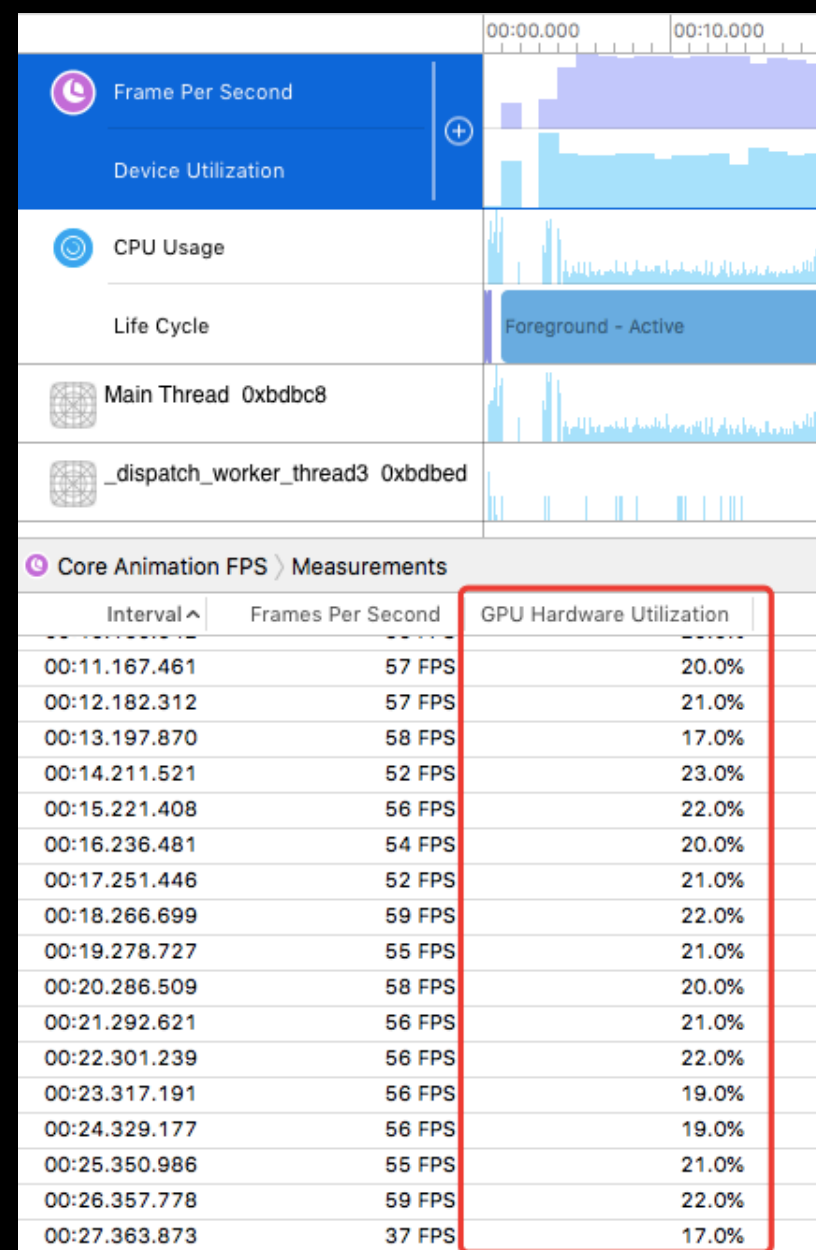 00:00.000 00:10.000
Frame Per Second
Device Utilization
CPU Usage
Life Cycle
Foreground - Active
Main Thread 0xbdbc8
_dispatch_worker_thread3 0xbdbed
Core Animation FPS 〉 Measurements
Interval Frames Per Second GPU Hardware Utilization
00:11.167.461 57 FPS 20.0%
00:12.182.312 57 FPS 21.0%
00:13.197.870 58 FPS 17.0%
00:14.211.521 52 FPS 23.0%
00:15.221.408 56 FPS 22.0%
00:16.236.481 54 FPS 20.0%
00:17.251.446 52 FPS 21.0%
00:18.266.699 59 FPS 22.0%
00:19.278.727 55 FPS 21.0%
00:20.286.509 58 FPS 20.0%
00:21.292.621 56 FPS 21.0%
00:22.301.239 56 FPS 22.0%
00:23.317.191 56 FPS 19.0%
00:24.329.177 56 FPS 19.0%
00:25.350.986 55 FPS 21.0%
00:26.357.778 59 FPS 22.0%
00:27.363.873 37 FPS 17.0%